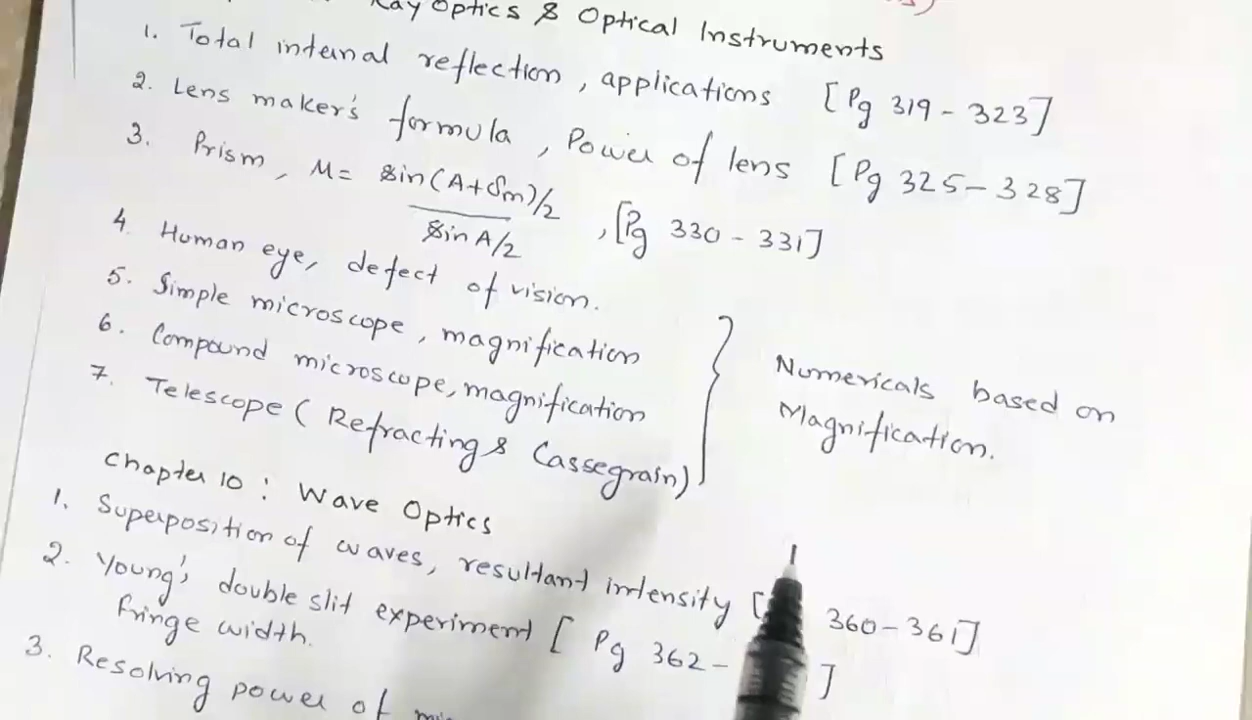 Ray Optics & Optical Instruments
1. Total internal reflection, applications [Pg 319-323]
2. Lens maker's formula, Power of lens [Pg 325-328]
3. Prism, M= sin(A+δm)/2 / sin A/2 , [Pg 330-331]
4. Human eye, defect of vision.
5. Simple microscope, magnification
6. Compound microscope, magnification
7. Telescope (Refracting & Cassegrain)
Numericals based on
Magnification.
Chapter 10: Wave Optics
1. Superposition of waves, resultant intensity [ 360-361]
2. Young's double slit experiment [Pg 362- ]
fringe width.
3. Resolving power of